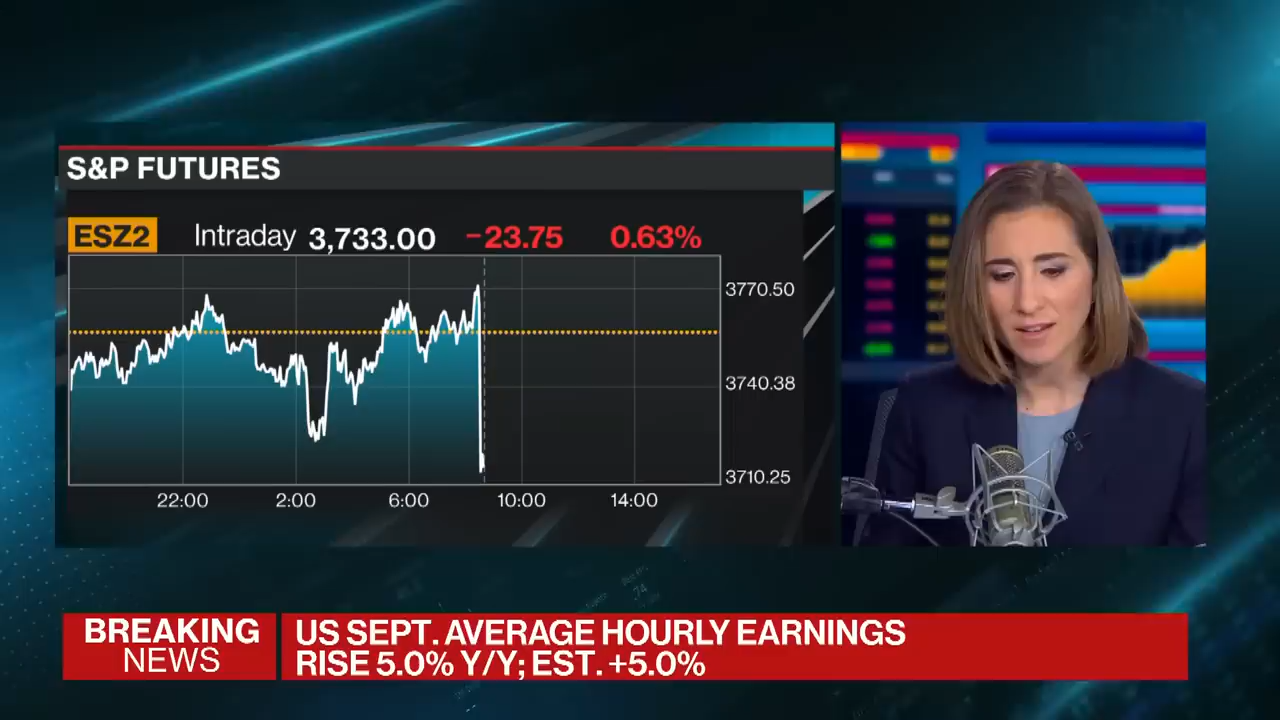 S&P FUTURES
ESZ2 Intraday 3,733.00 −23.75 0.63%
3770.50
3740.38
3710.25
22:00 2:00 6:00 10:00 14:00
BREAKING NEWS
US SEPT. AVERAGE HOURLY EARNINGS
RISE 5.0% Y/Y; EST. +5.0%